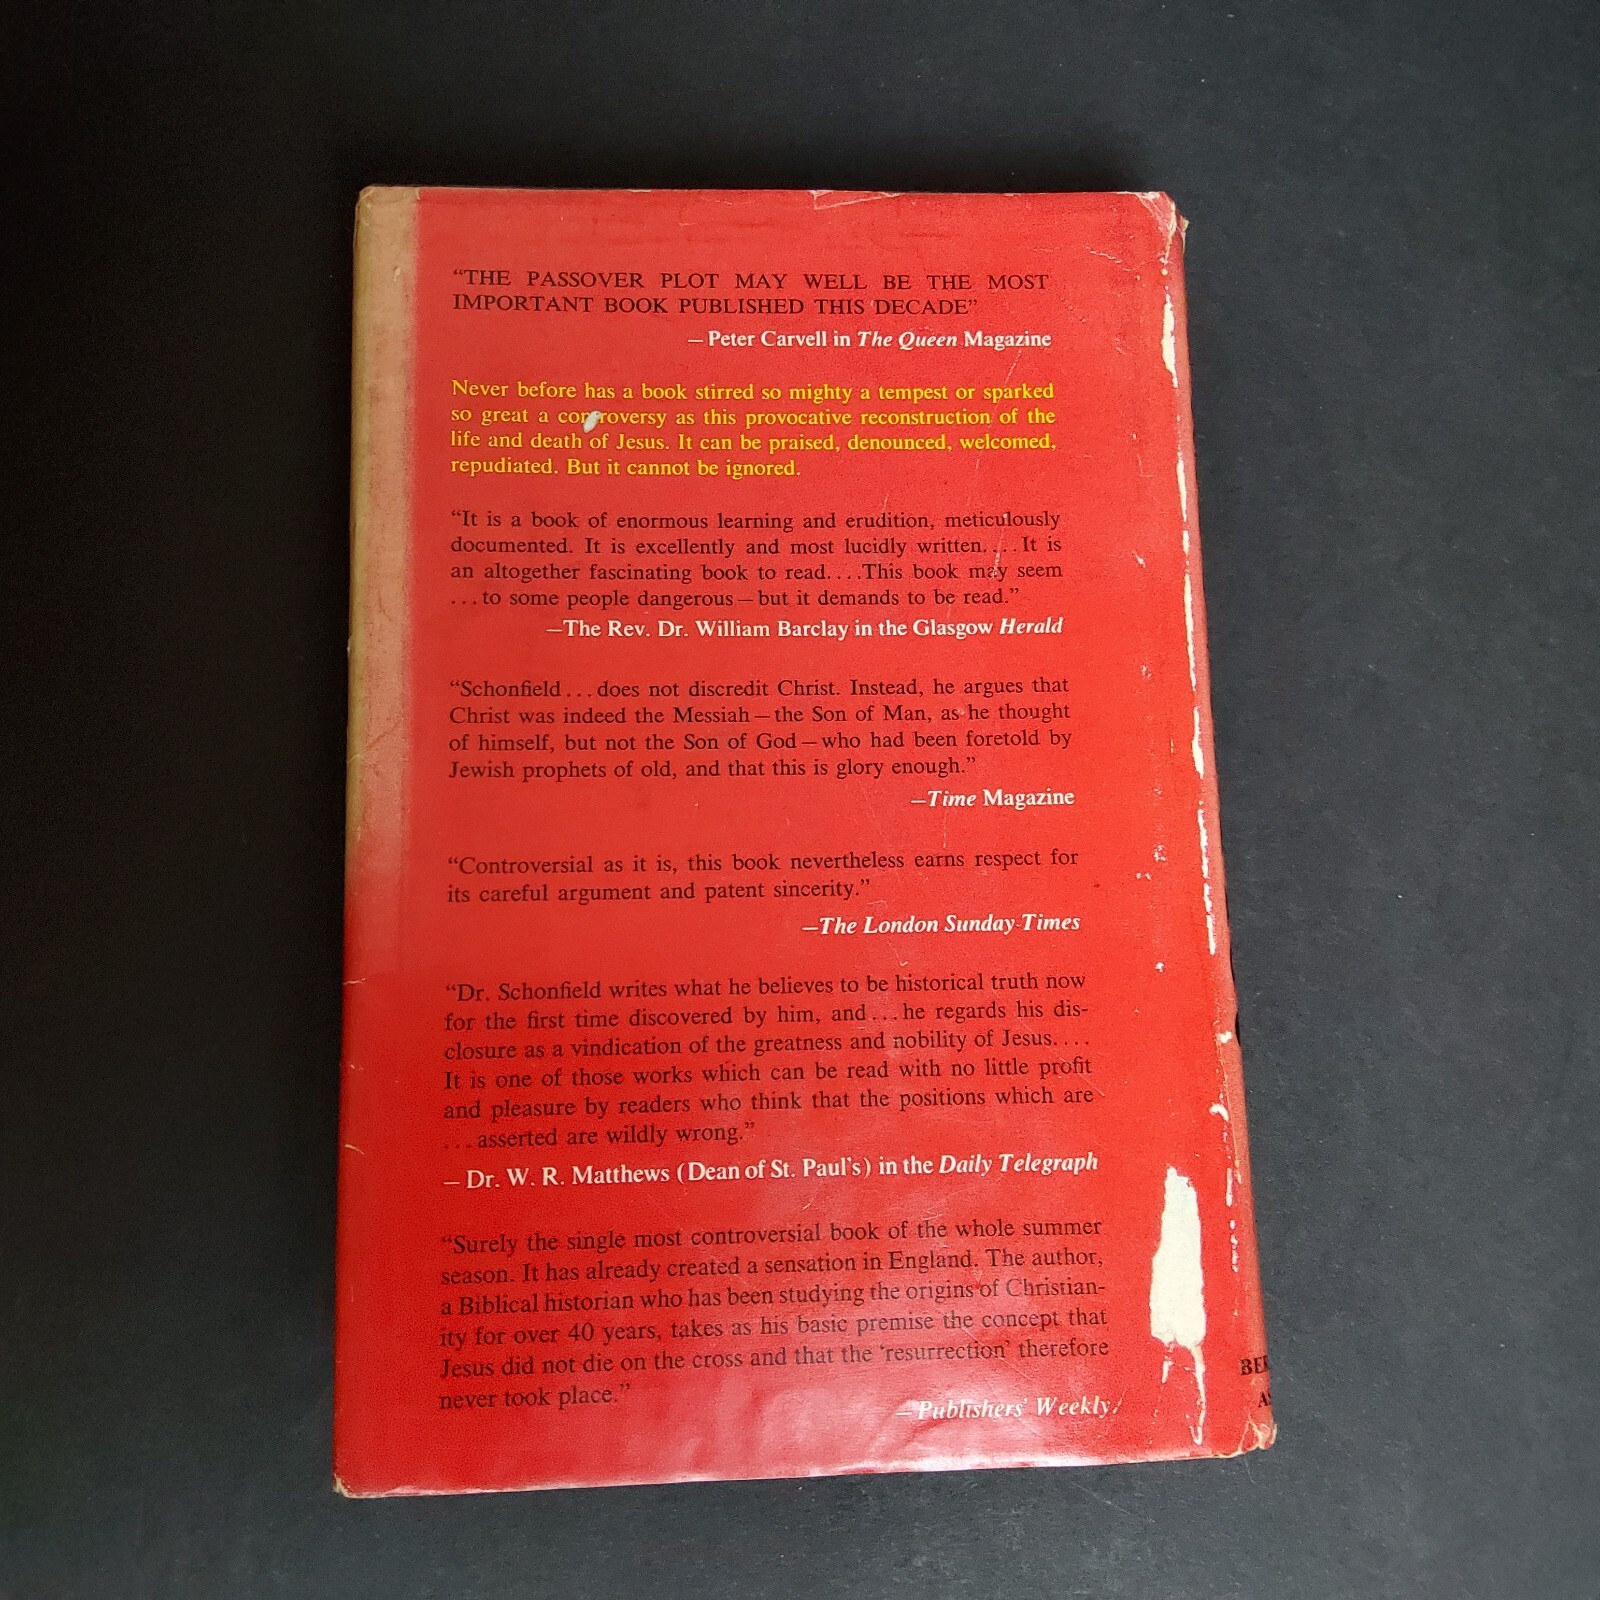 “THE PASSOVER PLOT MAY WELL BE THE MOST
IMPORTANT BOOK PUBLISHED THIS DECADE”
—Peter Carvell in The Queen Magazine
Never before has a book stirred so mighty a tempest or sparked
so great a controversy as this provocative reconstruction of the
life and death of Jesus. It can be praised, denounced, welcomed,
repudiated. But it cannot be ignored.
“It is a book of enormous learning and erudition, meticulously
documented. It is excellently and most lucidly written. . . . It is
an altogether fascinating book to read. . . . This book may seem
. . . to some people dangerous—but it demands to be read.”
—The Rev. Dr. William Barclay in the Glasgow Herald
“Schonfield . . . does not discredit Christ. Instead, he argues that
Christ was indeed the Messiah—the Son of Man, as he thought
of himself, but not the Son of God—who had been foretold by
Jewish prophets of old, and that this is glory enough.”
—Time Magazine
“Controversial as it is, this book nevertheless earns respect for
its careful argument and patent sincerity.”
—The London Sunday Times
“Dr. Schonfield writes what he believes to be historical truth now
for the first time discovered by him, and . . . he regards his dis-
closure as a vindication of the greatness and nobility of Jesus. . . .
It is one of those works which can be read with no little profit
and pleasure by readers who think that the positions which are
. . . asserted are wildly wrong.”
— Dr. W. R. Matthews (Dean of St. Paul's) in the Daily Telegraph
“Surely the single most controversial book of the whole summer
season. It has already created a sensation in England. The author,
a Biblical historian who has been studying the origins of Christian-
ity for over 40 years, takes as his basic premise the concept that
Jesus did not die on the cross and that the ‘resurrection’ therefore
never took place.”
—Publishers' Weekly